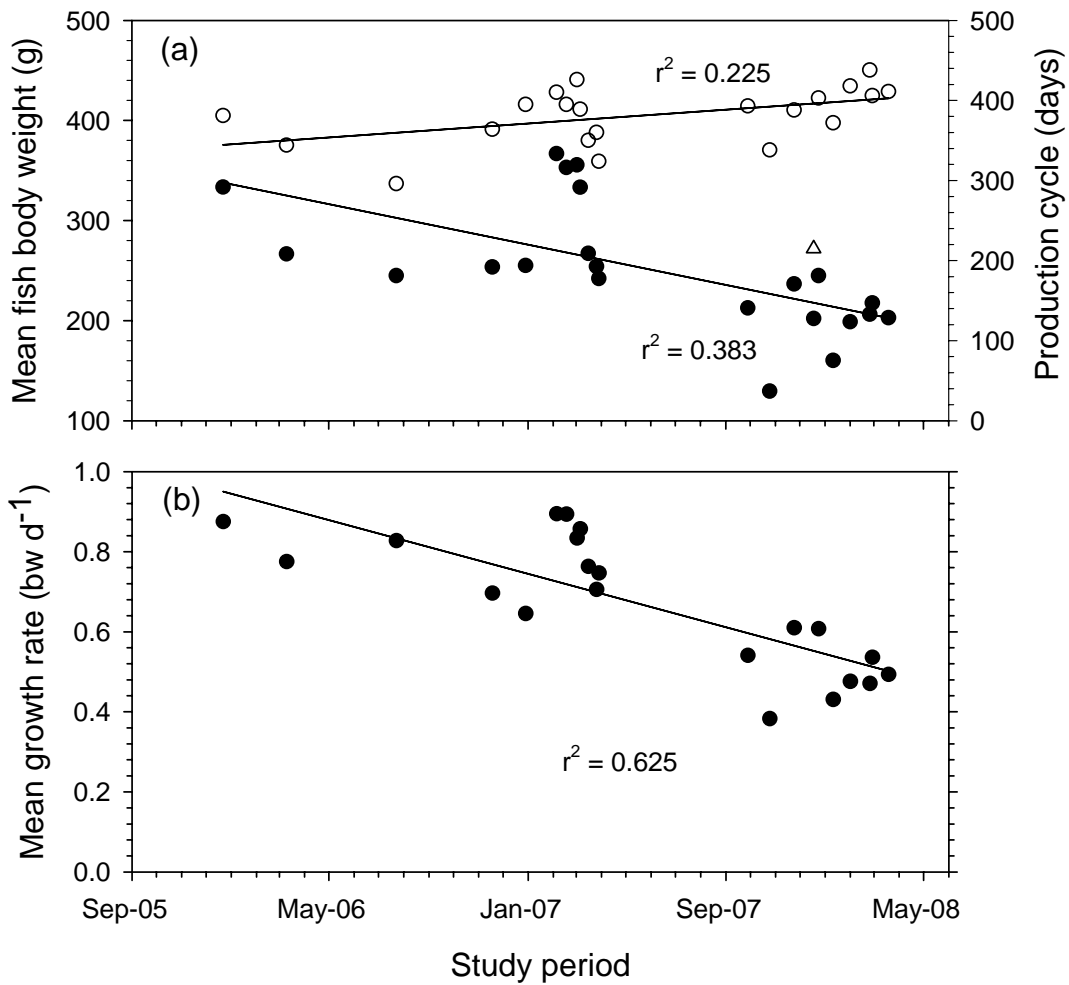 (a)
Mean fish body weight (g)
500
400
300
200
100
r² = 0.225
r² = 0.383
500
400
300
200
100
0
Production cycle (days)
(b)
Mean growth rate (bw d⁻¹)
1.0
0.8
0.6
0.4
0.2
0.0
r² = 0.625
Sep-05 May-06 Jan-07 Sep-07 May-08
Study period